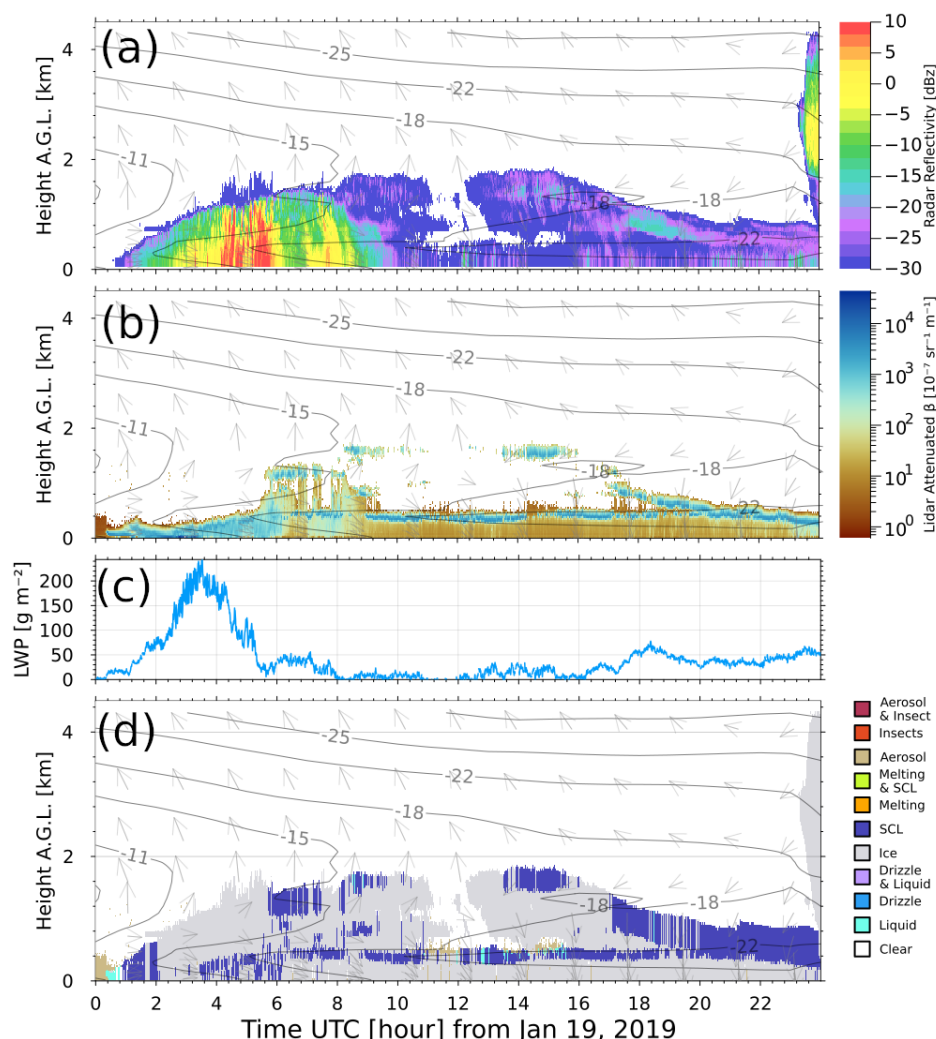 (a)
Height A.G.L. [km]
4
2
0
-25
-22
-18
-15
-11
-18
-18
-22
10
5
0
−5
−10
−15
−20
−25
−30
Radar Reflectivity [dBz]
(b)
Height A.G.L. [km]
4
2
0
-25
-22
-18
-15
-11
-18
-18
-22
10⁴
10³
10²
10¹
10⁰
Lidar Attenuated β [10⁻⁷ sr⁻¹ m⁻¹]
(c)
LWP [g m⁻²]
200
150
100
50
0
(d)
Height A.G.L. [km]
4
2
0
-25
-22
-18
-15
-11
-18
-18
-22
Aerosol
& Insect
Insects
Aerosol
Melting
& SCL
Melting
SCL
Ice
Drizzle
& Liquid
Drizzle
Liquid
Clear
0 2 4 6 8 10 12 14 16 18 20 22
Time UTC [hour] from Jan 19, 2019